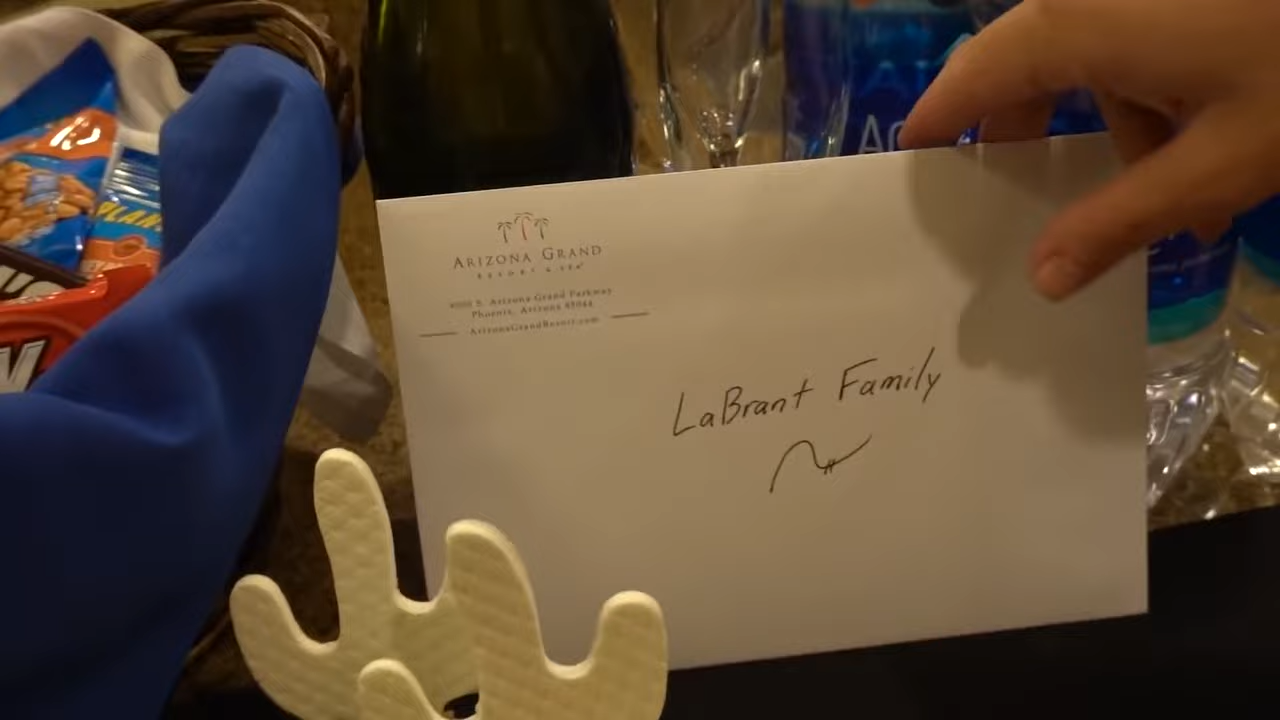 ARIZONA GRAND
RESORT & SPA
8000 S. Arizona Grand Parkway
Phoenix, Arizona 85044
ArizonaGrandResort.com
LaBrant Family